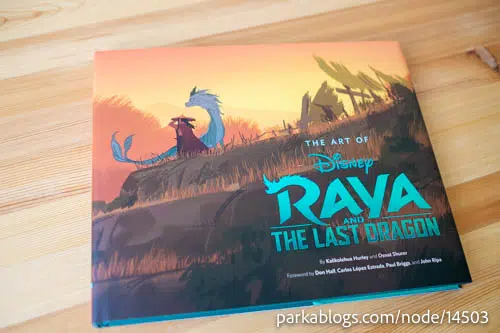 THE ART OF
Disney
RAYA
AND
THE LAST DRAGON
By Kalikolehua Hurley and Osnat Shurer
Foreword by Don Hall, Carlos López Estrada, Paul Briggs, and John Ripa
parkablogs.com/node/14503